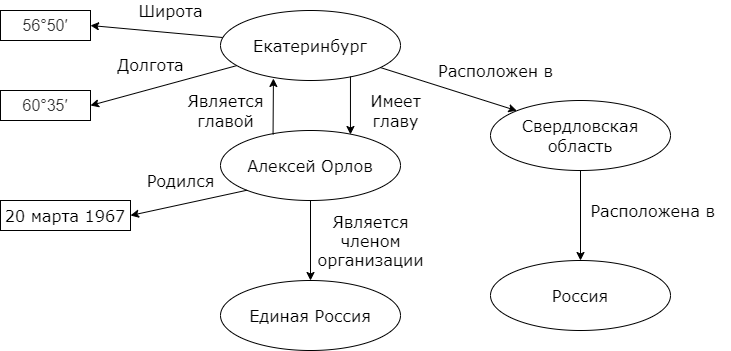 Широта
56°50′
Екатеринбург
Долгота
Расположен в
60°35′
Является
главой
Имеет
главу
Свердловская
область
Алексей Орлов
Родился
20 марта 1967
Является
членом
организации
Расположена в
Единая Россия
Россия